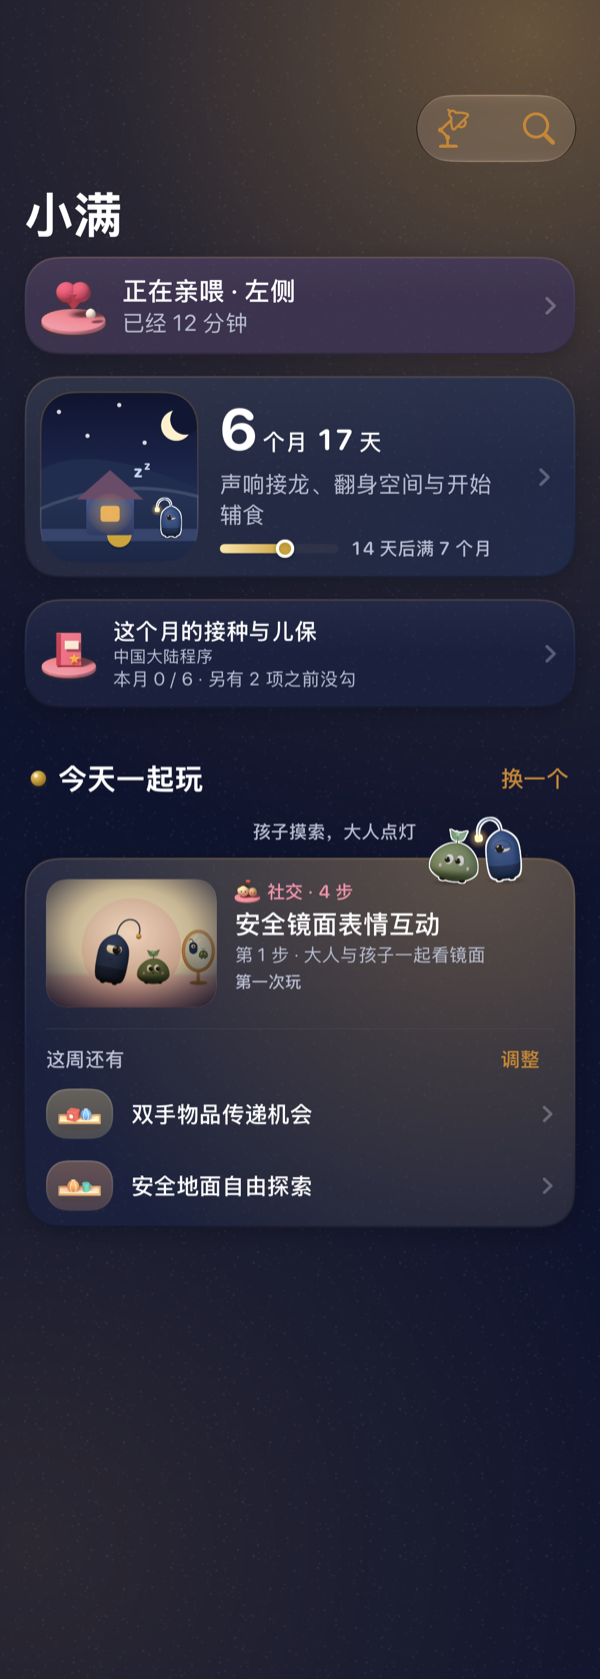 小满
正在亲喂 · 左侧
已经 12 分钟
6 个月 17 天
声响接龙、翻身空间与开始
辅食
14 天后满 7 个月
zz
这个月的接种与儿保
中国大陆程序
本月 0 / 6 · 另有 2 项之前没勾
今天一起玩
换一个
孩子摸索，大人点灯
社交 · 4 步
安全镜面表情互动
第 1 步 · 大人与孩子一起看镜面
第一次玩
这周还有
调整
双手物品传递机会
安全地面自由探索